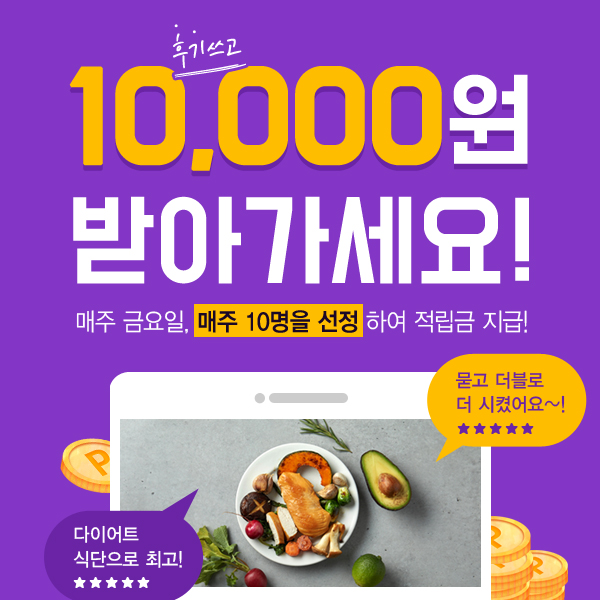 후기쓰고
10,000원
받아가세요!
매주 금요일, 매주 10명을 선정 하여 적립금 지급!
묻고 더블로
더 시켰어요~!
★★★★★
다이어트
식단으로 최고!
★★★★★
P
R
R